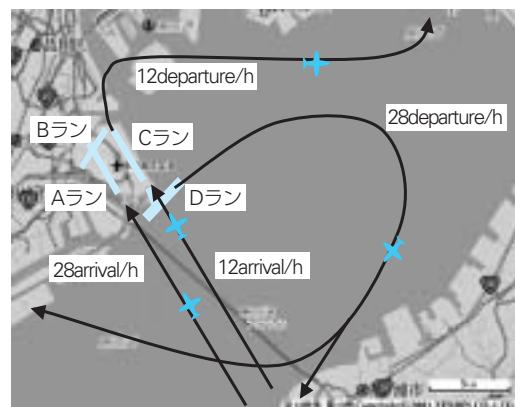 12departure/h
28departure/h
Bラン
Cラン
Aラン
Dラン
28arrival/h
12arrival/h